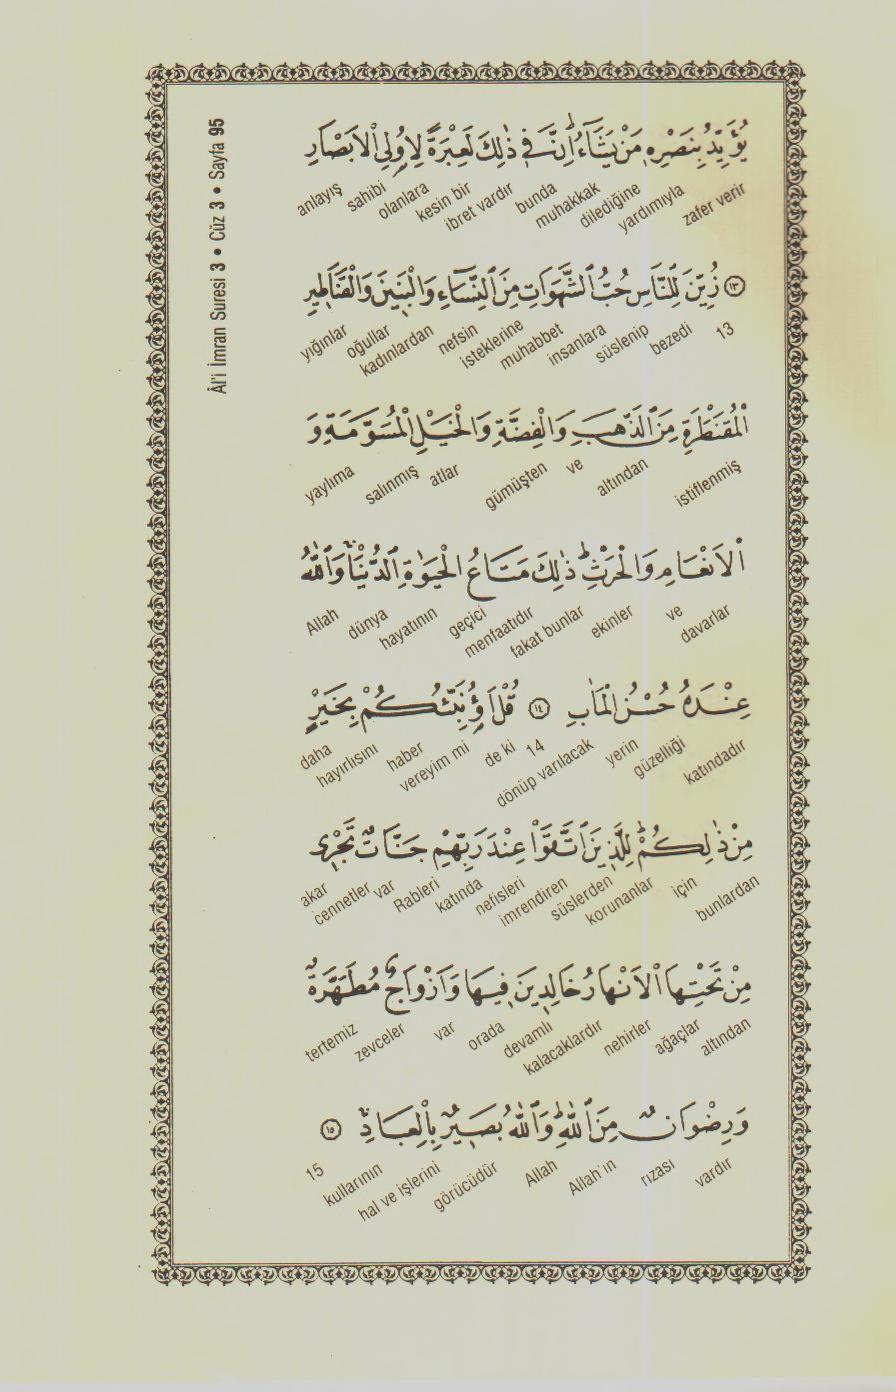 Âl'i İmran Suresi 3 • Cüz 3 • Sayfa 95
يُؤَيِّدُ بِنَصْرِهِ مَنْ يَشَٓاءُ اِنَّ فِي ذٰلِكَ لَعِبْرَةً لِاُو۬لِي الْاَبْصَارِ
zafer verir yardımıyla dilediğine muhakkak bunda ibret vardır kesin bir olanlara sahibi anlayış
﴿١٣﴾ زُيِّنَ لِلنَّاسِ حُبُّ الشَّهَوَاتِ مِنَ النِّسَٓاءِ وَالْبَنِينَ وَالْقَنَاطِيرِ
13 bezedi süslenip insanlara muhabbet isteklerine nefsin kadınlardan oğullar yığınlar
الْمُقَنْطَرَةِ مِنَ الذَّهَبِ وَالْفِضَّةِ وَالْخَيْلِ الْمُسَوَّمَةِ وَ
istiflenmiş altından ve gümüşten atlar salınmış yaylıma
الْاَنْعَامِ وَالْحَرْثِ ذٰلِكَ مَتَاعُ الْحَيٰوةِ الدُّنْيَا وَاللّٰهُ
davarlar ve ekinler fakat bunlar menfaatıdır geçici hayatının dünya Allah
عِنْدَهُ حُسْنُ الْمَاٰبِ ﴿١٤﴾ قُلْ اَؤُنَبِّئُكُمْ بِخَيْرٍ
katındadır güzelliği yerin dönüp varılacak 14 de ki vereyim mi haber hayırlısını daha
مِنْ ذٰلِكُمْ لِلَّذِينَ اتَّقَوْا عِنْدَ رَبِّهِمْ جَنَّاتٌ تَجْرِي
bunlardan için korunanlar süslerden imrendiren nefisleri katında Rableri var cennetler akar
مِنْ تَحْتِهَا الْاَنْهَارُ خَالِدِينَ فِيهَا وَاَزْوَاجٌ مُطَهَّرَةٌ
altından ağaçlar nehirler kalacaklardır devamlı orada var zevceler tertemiz
وَرِضْوَانٌ مِنَ اللّٰهِ وَاللّٰهُ بَصِيرٌ بِالْعِبَادِ ﴿١٥﴾
vardır rızası Allah'ın Allah görücüdür hal ve işlerini kullarının 15